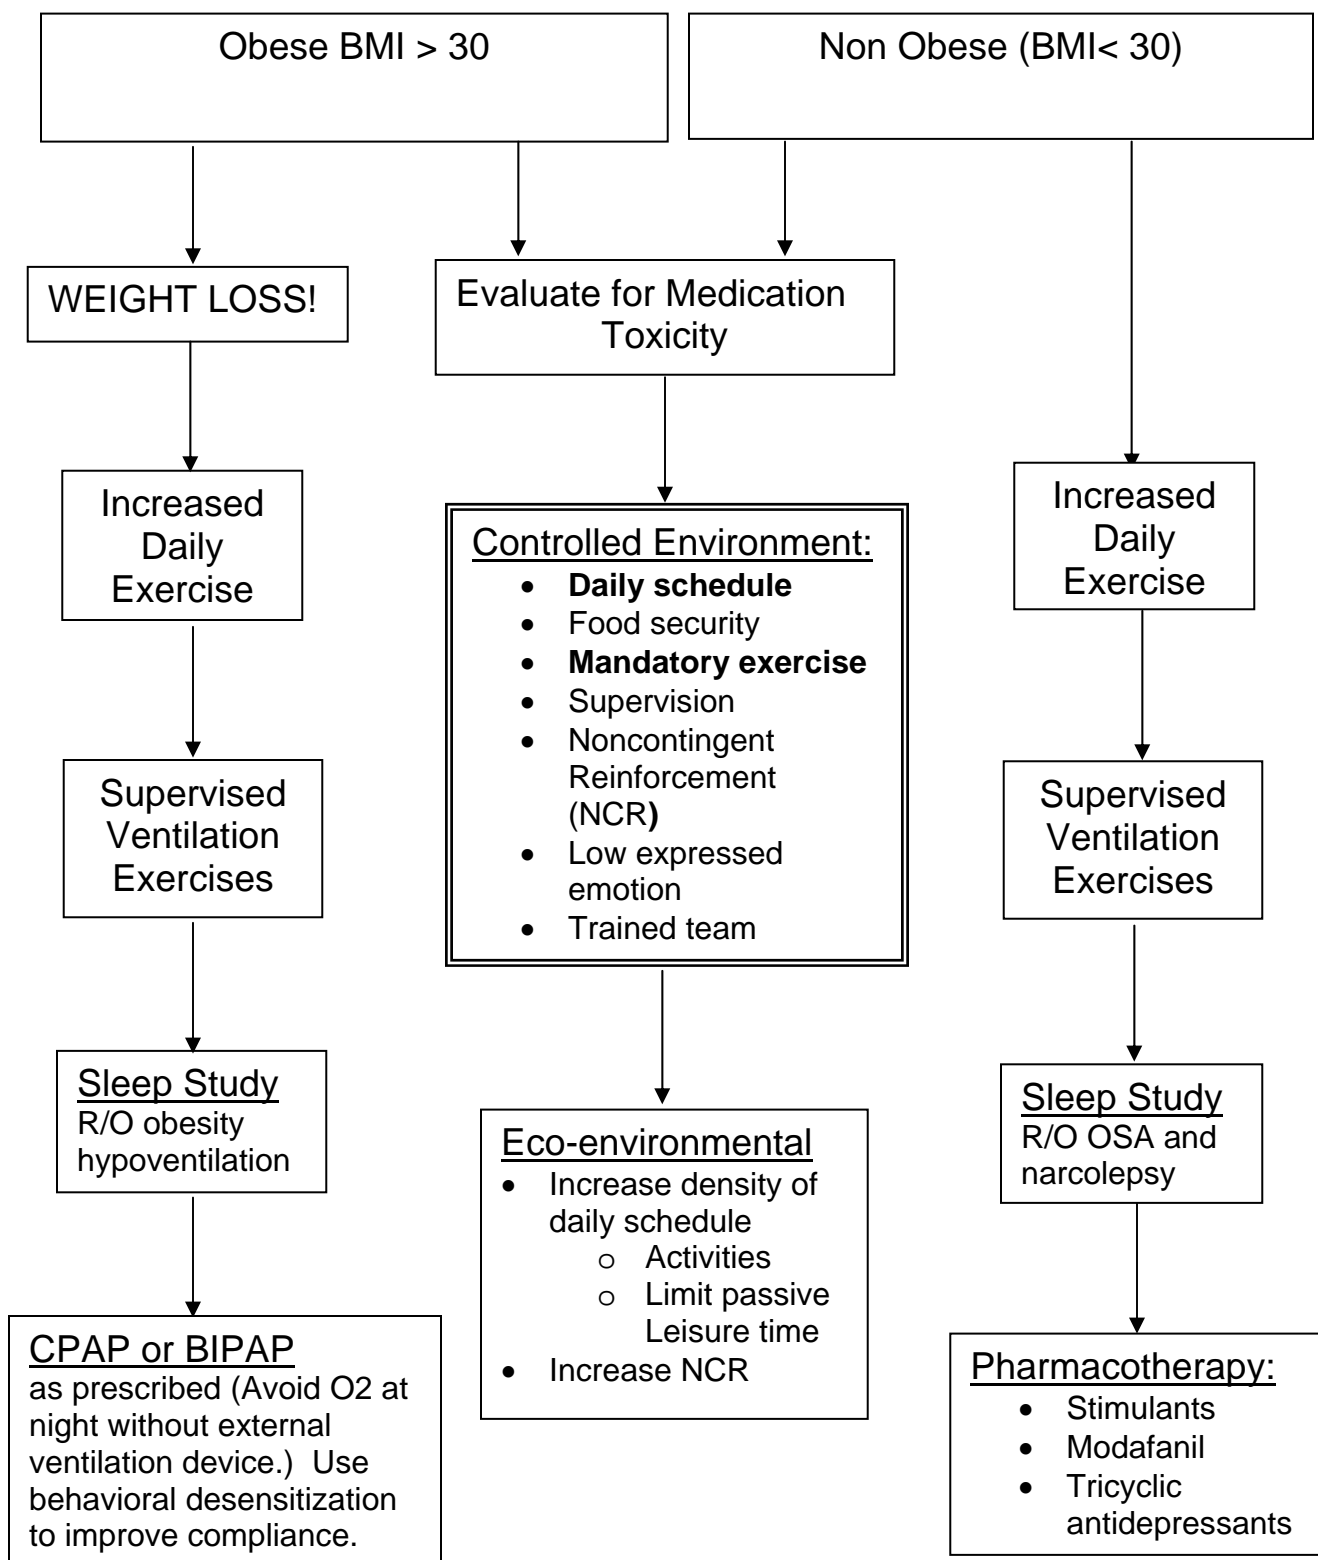 Obese BMI > 30
Non Obese (BMI< 30)
WEIGHT LOSS!
Evaluate for Medication
Toxicity
Increased
Daily
Exercise
Controlled Environment:
• Daily schedule
• Food security
• Mandatory exercise
• Supervision
• Noncontingent
Reinforcement
(NCR)
• Low expressed
emotion
• Trained team
Increased
Daily
Exercise
Supervised
Ventilation
Exercises
Supervised
Ventilation
Exercises
Sleep Study
R/O obesity
hypoventilation
Eco-environmental
• Increase density of
daily schedule
o Activities
o Limit passive
Leisure time
• Increase NCR
Sleep Study
R/O OSA and
narcolepsy
CPAP or BIPAP
as prescribed (Avoid O2 at
night without external
ventilation device.) Use
behavioral desensitization
to improve compliance.
Pharmacotherapy:
• Stimulants
• Modafanil
• Tricyclic
antidepressants